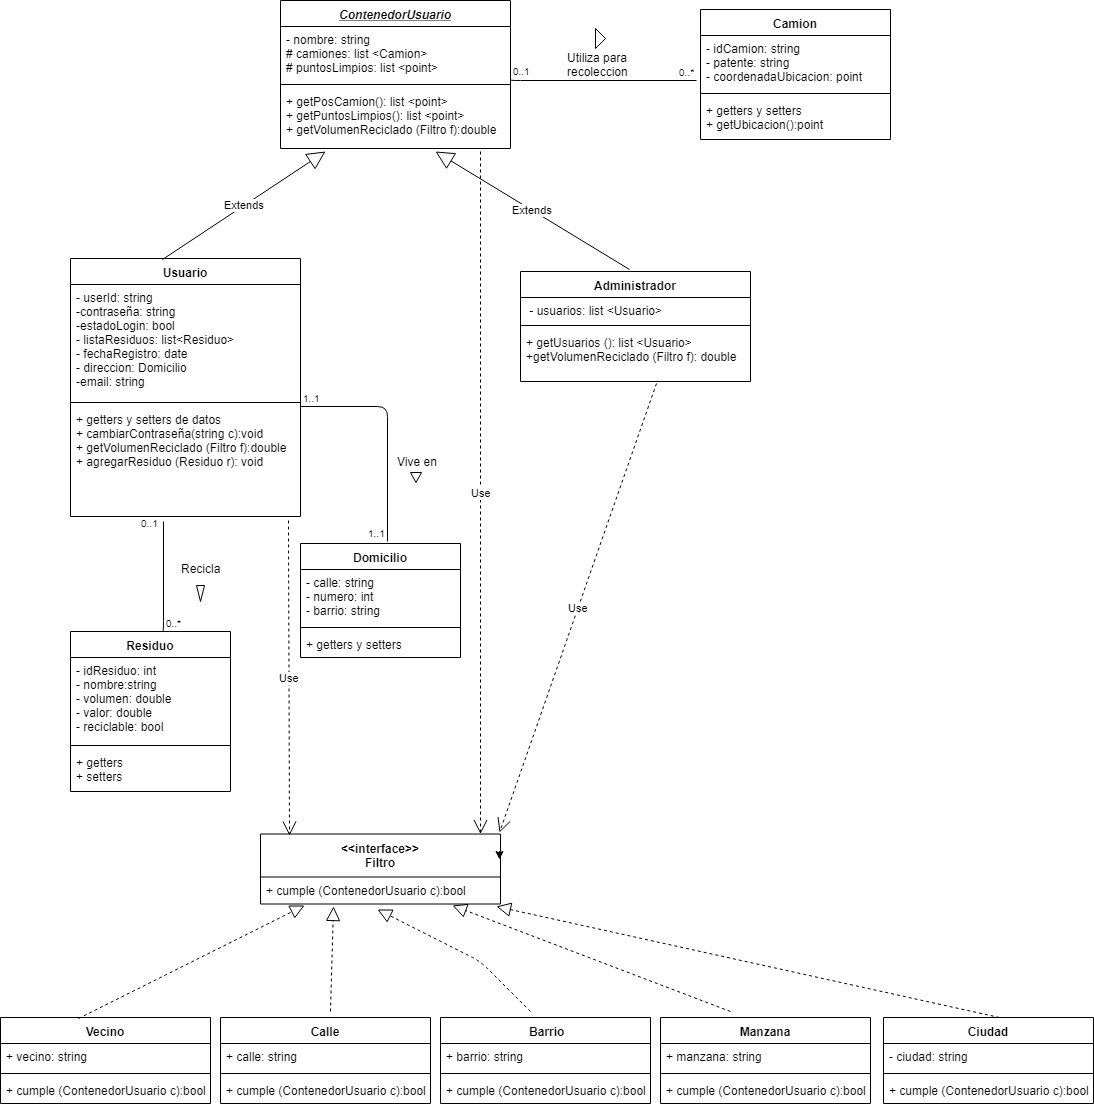 ContenedorUsuario
- nombre: string
# camiones: list <Camion>
# puntosLimpios: list <point>
+ getPosCamion(): list <point>
+ getPuntosLimpios(): list <point>
+ getVolumenReciclado (Filtro f):double
0..1
Utiliza para
recoleccion
0..*
Camion
- idCamion: string
- patente: string
- coordenadaUbicacion: point
+ getters y setters
+ getUbicacion():point
Extends
Extends
Usuario
- userId: string
-contraseña: string
-estadoLogin: bool
- listaResiduos: list<Residuo>
- fechaRegistro: date
- direccion: Domicilio
-email: string
+ getters y setters de datos
+ cambiarContraseña(string c):void
+ getVolumenReciclado (Filtro f):double
+ agregarResiduo (Residuo r): void
Administrador
- usuarios: list <Usuario>
+ getUsuarios (): list <Usuario>
+getVolumenReciclado (Filtro f): double
1..1
Vive en
1..1
Use
0..1
Recicla
0..*
Domicilio
- calle: string
- numero: int
- barrio: string
+ getters y setters
Use
Residuo
- idResiduo: int
- nombre:string
- volumen: double
- valor: double
- reciclable: bool
+ getters
+ setters
Use
<<interface>>
Filtro
+ cumple (ContenedorUsuario c):bool
Vecino
+ vecino: string
+ cumple (ContenedorUsuario c):bool
Calle
+ calle: string
+ cumple (ContenedorUsuario c):bool
Barrio
+ barrio: string
+ cumple (ContenedorUsuario c):bool
Manzana
+ manzana: string
+ cumple (ContenedorUsuario c):bool
Ciudad
- ciudad: string
+ cumple (ContenedorUsuario c):bool